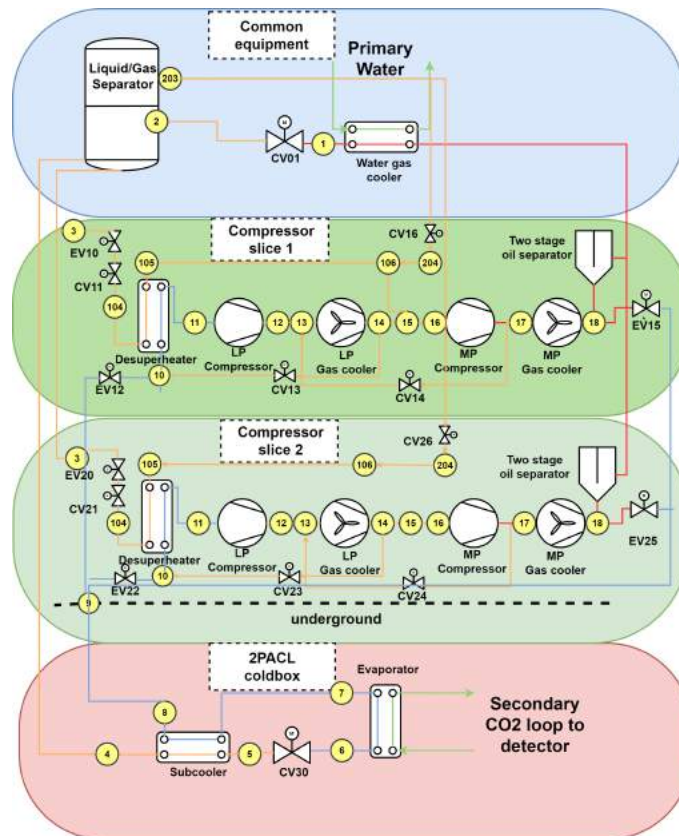 Common
equipment
Primary
Water
Liquid/Gas
Separator
203
2
M
CV01
1
Water gas
cooler
3
EV10
CV11
104
Compressor
slice 1
CV16
105
106
204
Two stage
oil separator
11
12
13
14
15
16
17
18
EV15
LP
Compressor
LP
Gas cooler
MP
Compressor
MP
Gas cooler
Desuperheater
EV12
10
CV13
CV14
Compressor
slice 2
CV26
3
EV20
CV21
104
105
106
204
Two stage
oil separator
11
12
13
14
15
16
17
18
EV25
LP
Compressor
LP
Gas cooler
MP
Compressor
MP
Gas cooler
Desuperheater
EV22
10
CV23
CV24
9
underground
2PACL
coldbox
Evaporator
7
8
Secondary
CO2 loop to
detector
4
Subcooler
5
CV30
6